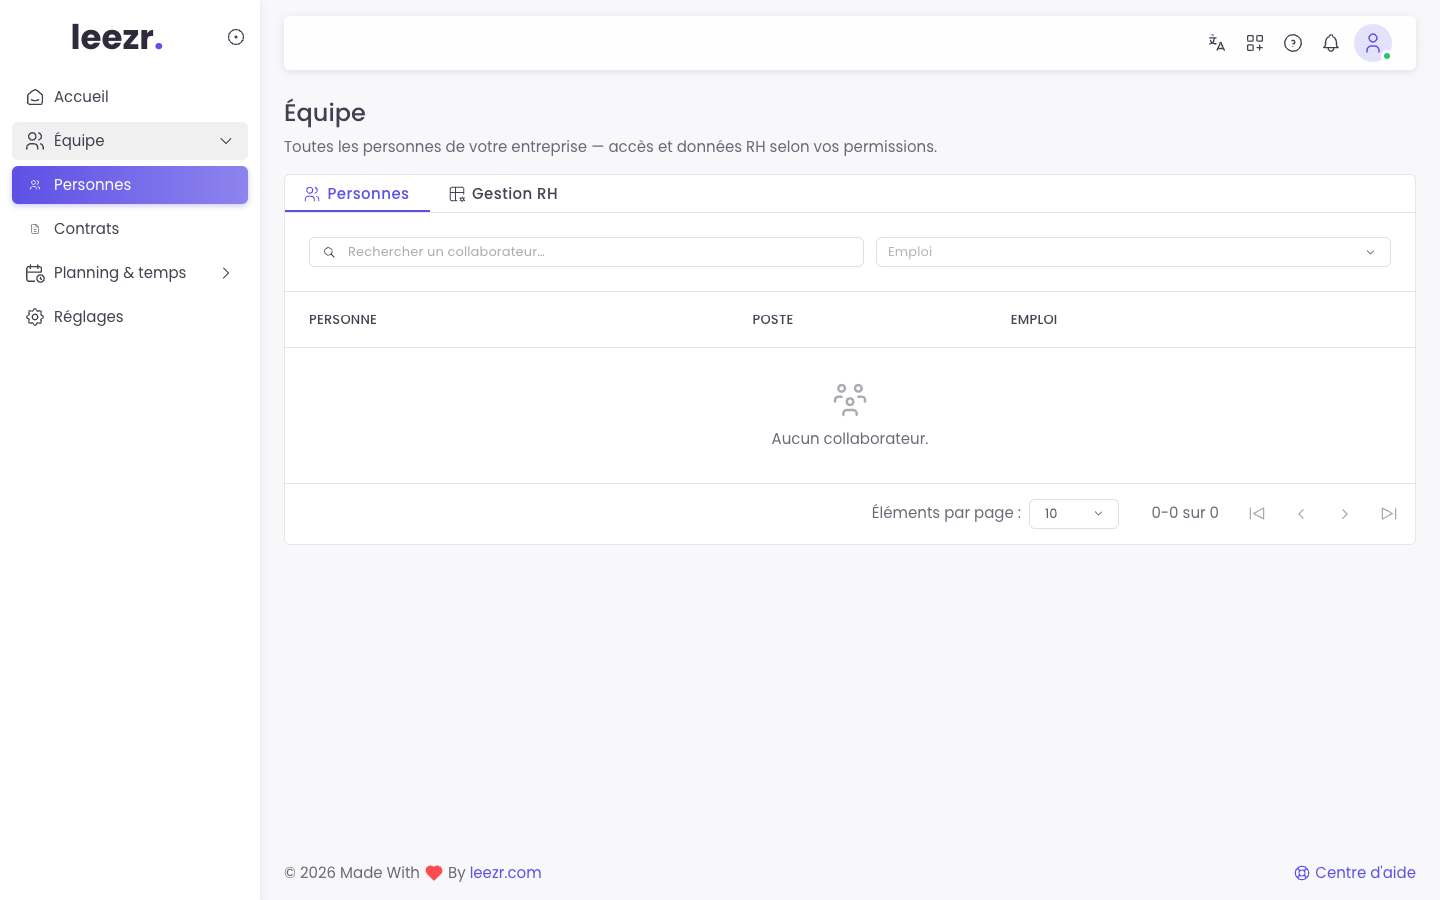 leezr.
Accueil
Équipe
Personnes
Contrats
Planning & temps
Réglages
Équipe
Toutes les personnes de votre entreprise — accès et données RH selon vos permissions.
Personnes
Gestion RH
Rechercher un collaborateur...
Emploi
PERSONNE
POSTE
EMPLOI
Aucun collaborateur.
Éléments par page :
10
0-0 sur 0
© 2026 Made With By leezr.com
Centre d'aide